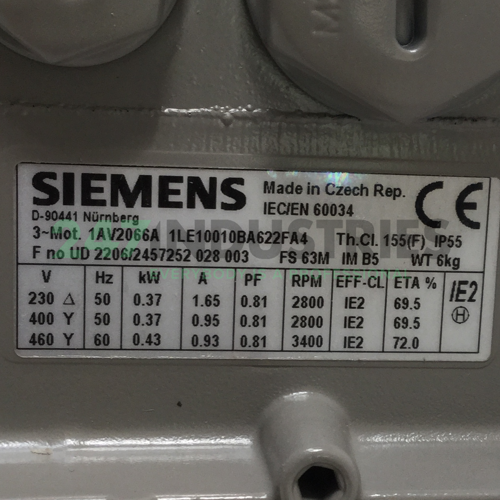 SIEMENS Made in Czech Rep. CE
D-90441 Nürnberg IEC/EN 60034
3~Mot. 1AV2066A 1LE10010BA622FA4 Th.Cl. 155(F) IP55
F no UD 2206/2457252 028 003 FS 63M IM B5 WT 6kg
V Hz kW A PF RPM EFF-CL ETA % IE2
230 Δ 50 0.37 1.65 0.81 2800 IE2 69.5 H
400 Y 50 0.37 0.95 0.81 2800 IE2 69.5
460 Y 60 0.43 0.93 0.81 3400 IE2 72.0
INDUSTRIES